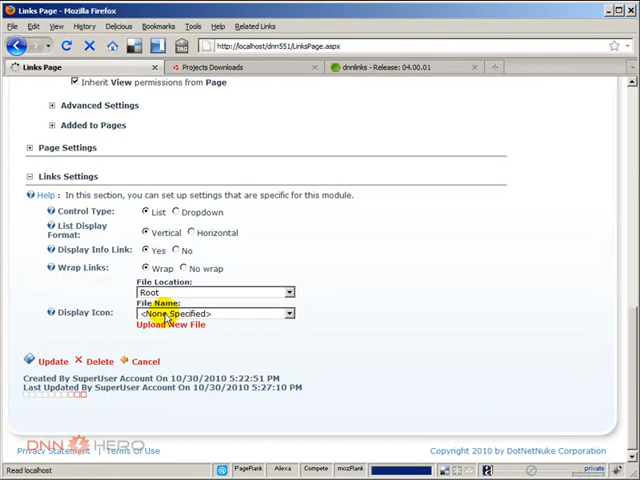 Links Page - Mozilla Firefox
File Edit View History Delicious Bookmarks Tools Related Links
http://localhost/dnn551/LinksPage.aspx
Links Page Projects Downloads dnnlinks - Release: 04.00.01
Inherit View permissions from Page
Advanced Settings
Added to Pages
Page Settings
Links Settings
Help : In this section, you can set up settings that are specific for this module.
Control Type: List Dropdown
List Display Format: Vertical Horizontal
Display Info Link: Yes No
Wrap Links: Wrap No wrap
File Location:
Root
File Name:
Display Icon: <None Specified>
Upload New File
Update Delete Cancel
Created By SuperUser Account On 10/30/2010 5:22:51 PM
Last Updated By SuperUser Account On 10/30/2010 5:27:10 PM
DNN HERO
Privacy Statement | Terms Of Use Copyright 2010 by DotNetNuke Corporation
Read localhost PageRank Alexa Compete mozRank private